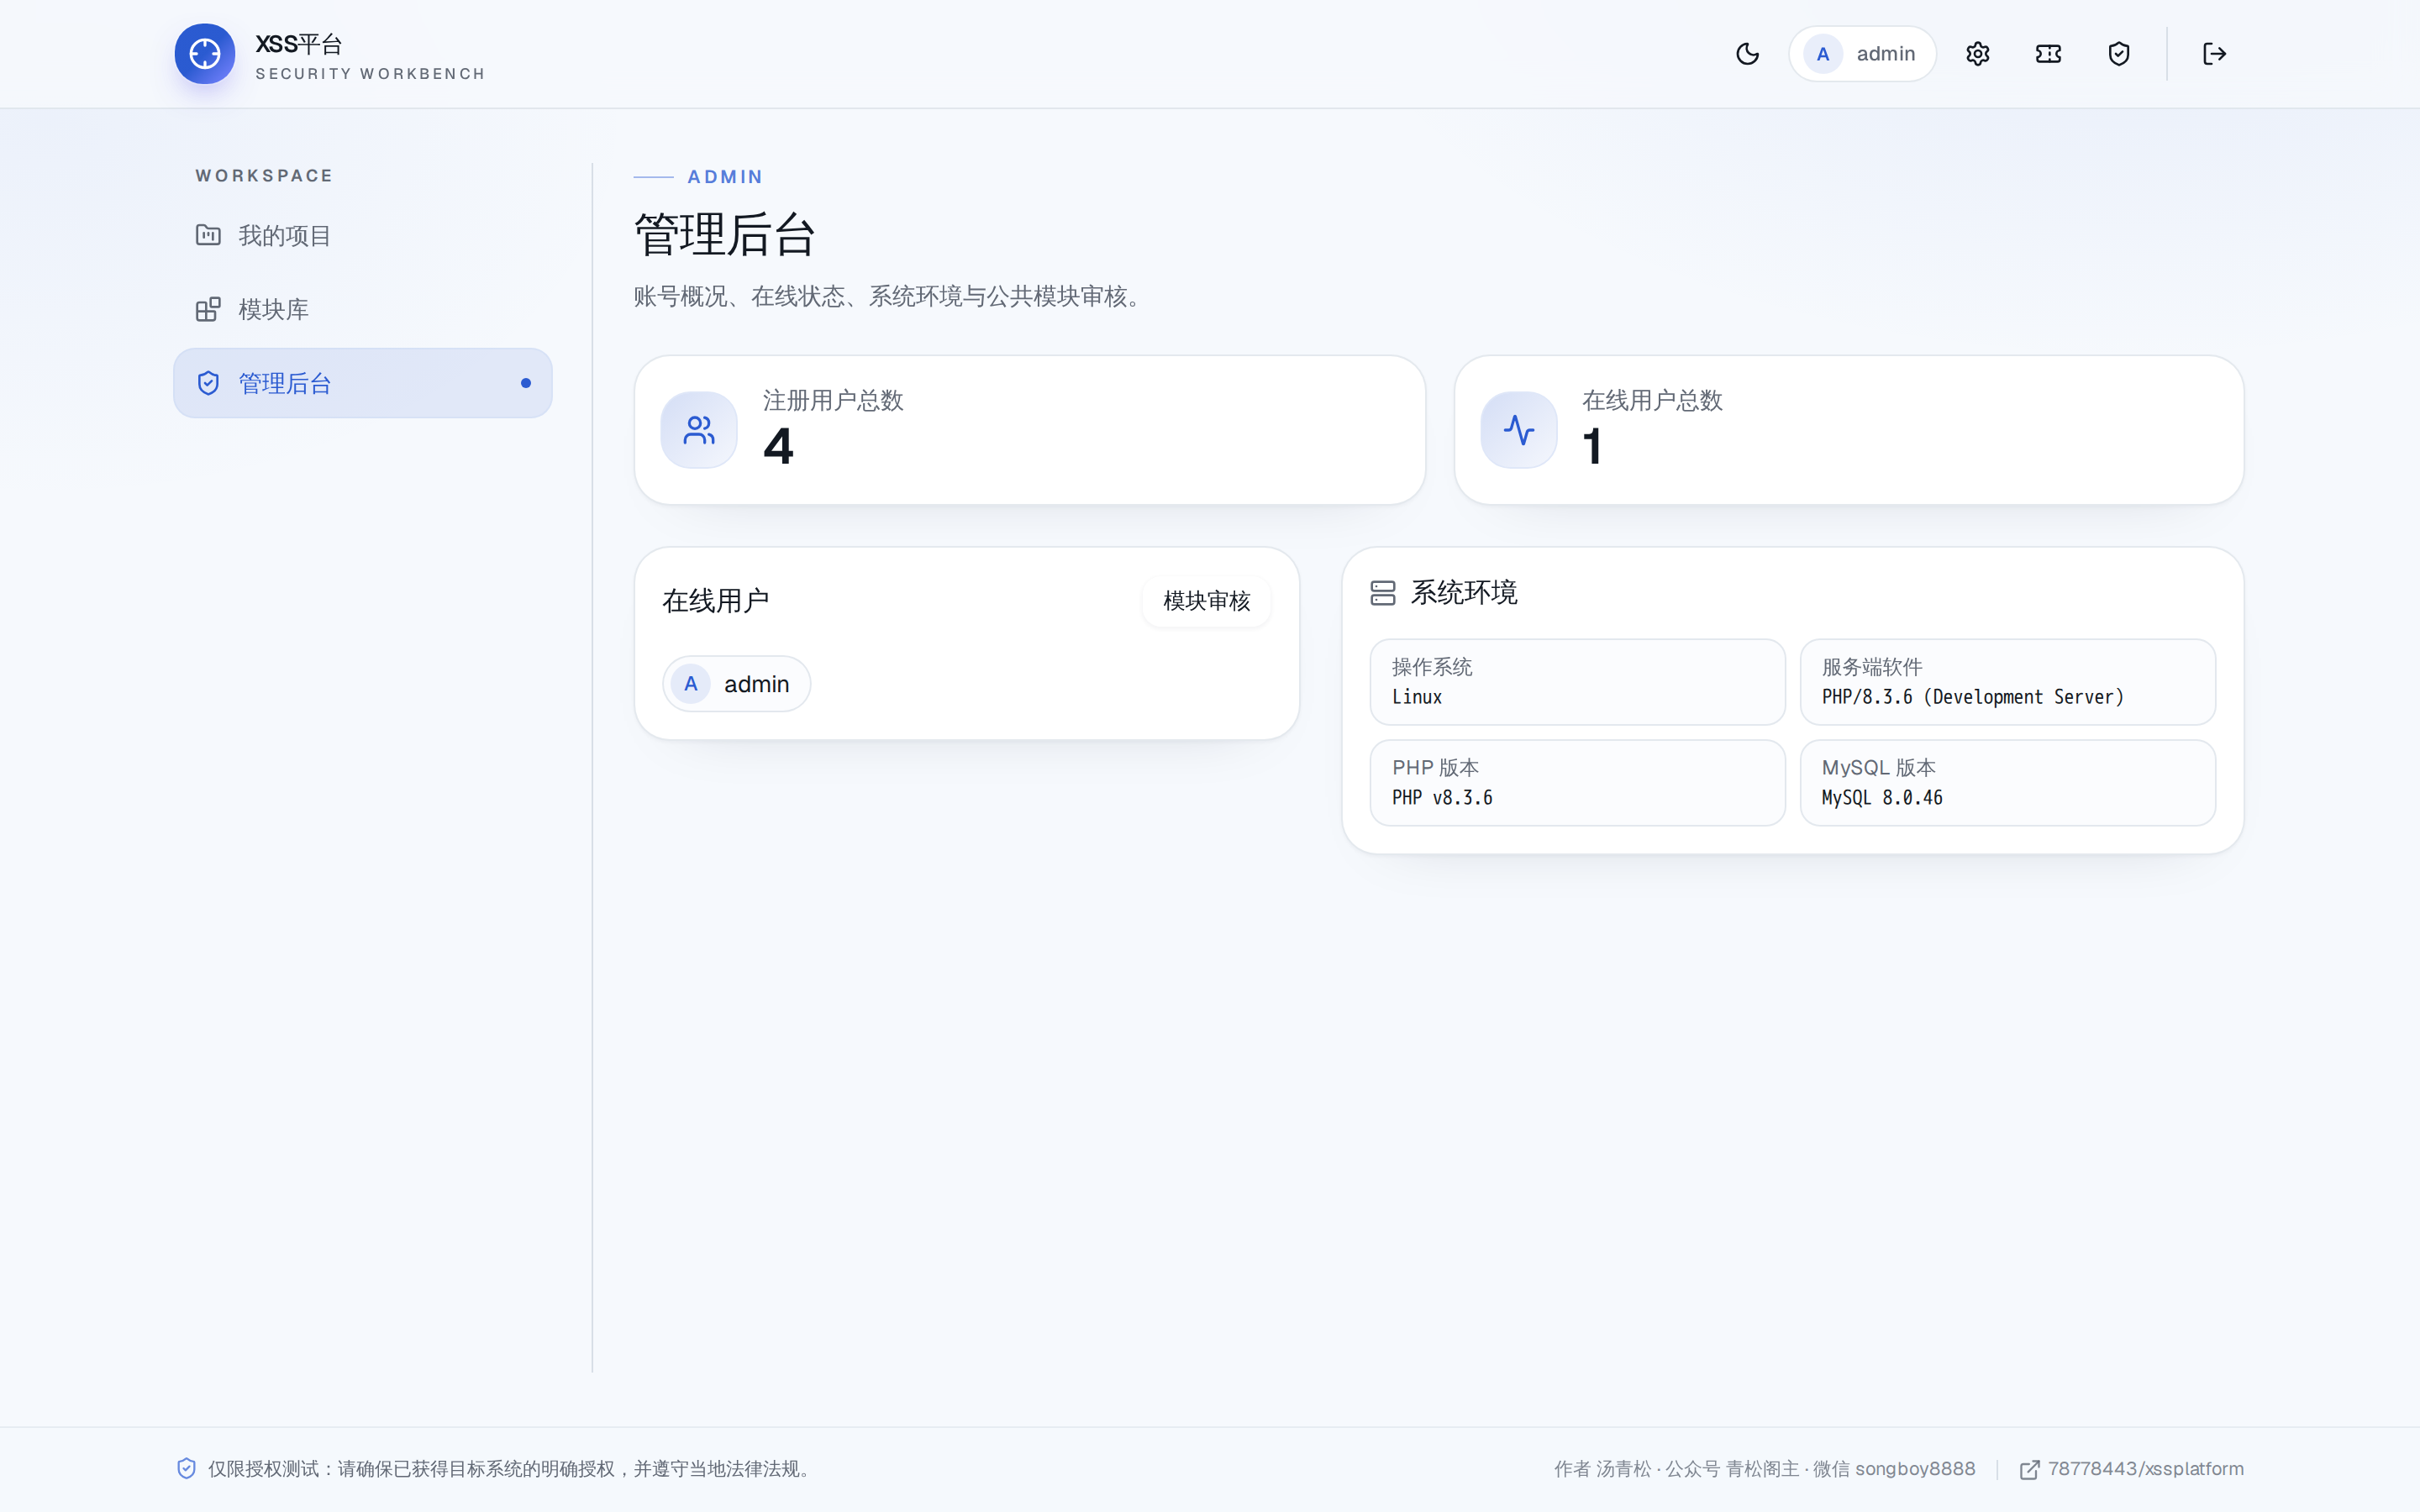 XSS平台
SECURITY WORKBENCH
A admin
WORKSPACE
我的项目
模块库
管理后台
ADMIN
管理后台
账号概况、在线状态、系统环境与公共模块审核。
注册用户总数
4
在线用户总数
1
在线用户
模块审核
A admin
系统环境
操作系统
Linux
服务端软件
PHP/8.3.6 (Development Server)
PHP 版本
PHP v8.3.6
MySQL 版本
MySQL 8.0.46
仅限授权测试：请确保已获得目标系统的明确授权，并遵守当地法律法规。
作者 汤青松 · 公众号 青松阁主 · 微信 songboy8888
78778443/xssplatform